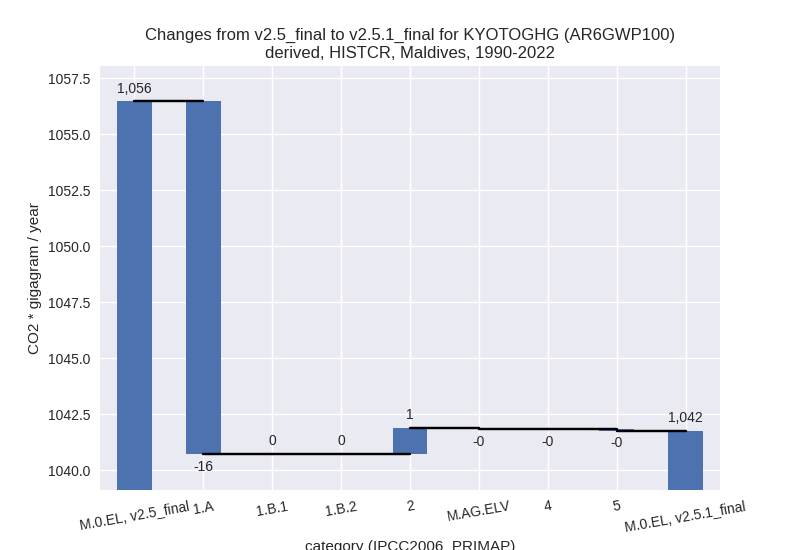 Changes from v2.5_final to v2.5.1_final for KYOTOGHG (AR6GWP100)
derived, HISTCR, Maldives, 1990-2022
CO2 * gigagram / year
1057.5
1055.0
1052.5
1050.0
1047.5
1045.0
1042.5
1040.0
1,056
-16
0
0
1
-0
-0
-0
1,042
M.0.EL, v2.5_final
1.A
1.B.1
1.B.2
2
M.AG.ELV
4
5
M.0.EL, v2.5.1_final
category (IPCC2006_PRIMAP)